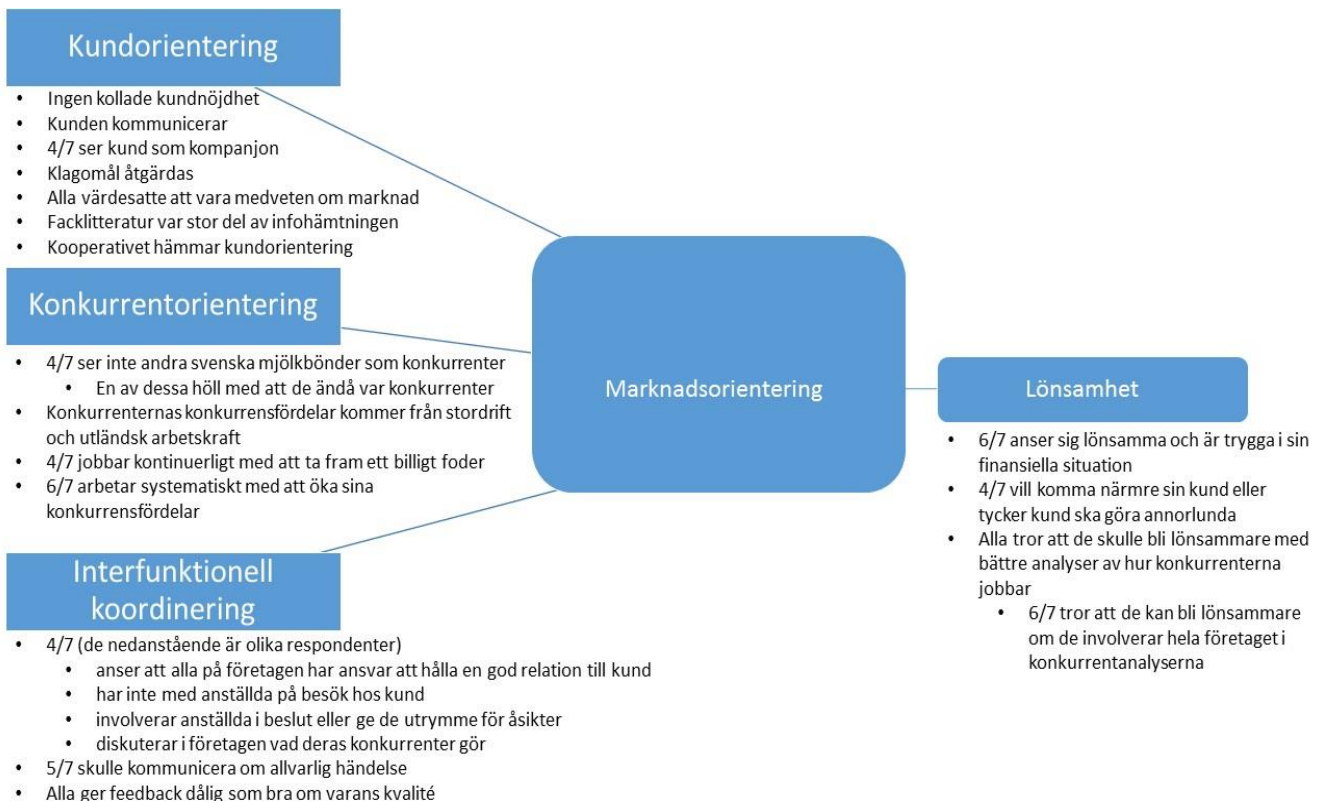 Kundorientering
• Ingen kollade kundnöjdhet
• Kunden kommunicerar
• 4/7 ser kund som kompanjon
• Klagomål åtgärdas
• Alla värdesatte att vara medveten om marknad
• Facklitteratur var stor del av infohämtningen
• Kooperativet hämmar kundorientering
Konkurrentorientering
• 4/7 ser inte andra svenska mjölkbönder som konkurrenter
• En av dessa höll med att de ändå var konkurrenter
• Konkurrenternas konkurrensfördelar kommer från stordrift
och utländsk arbetskraft
• 4/7 jobbar kontinuerligt med att ta fram ett billigt foder
• 6/7 arbetar systematiskt med att öka sina
konkurrensfördelar
Interfunktionell
koordinering
• 4/7 (de nedanstående är olika respondenter)
• anser att alla på företagen har ansvar att hålla en god relation till kund
• har inte med anställda på besök hos kund
• involverar anställda i beslut eller ge de utrymme för åsikter
• diskuterar i företagen vad deras konkurrenter gör
• 5/7 skulle kommunicera om allvarlig händelse
• Alla ger feedback dålig som bra om varans kvalité
Marknadsorientering
Lönsamhet
• 6/7 anser sig lönsamma och är trygga i sin
finansiella situation
• 4/7 vill komma närmre sin kund eller
tycker kund ska göra annorlunda
• Alla tror att de skulle bli lönsammare med
bättre analyser av hur konkurrenterna
jobbar
• 6/7 tror att de kan bli lönsammare
om de involverar hela företaget i
konkurrentanalyserna